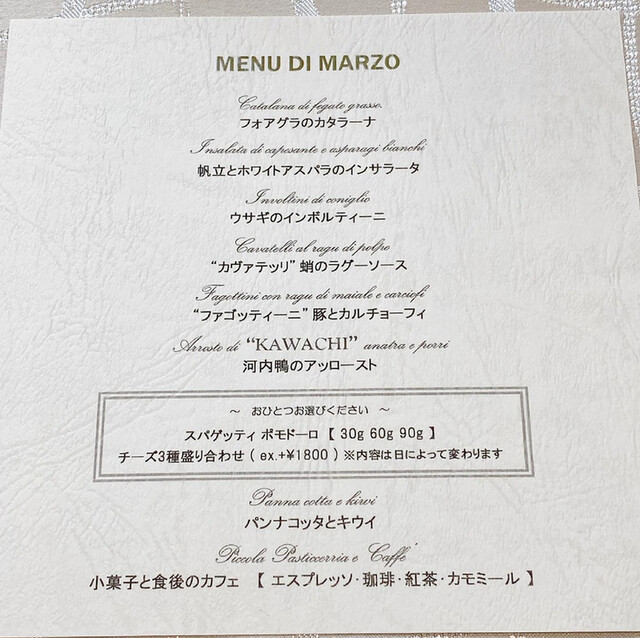 MENU DI MARZO
Catalana di fegato grasso.
フォアグラのカタラーナ
Insalata di capesante e asparagi bianchi
帆立とホワイトアスパラのインサラータ
Involtini di coniglio
ウサギのインボルティーニ
Cavatelli al ragu di polpo
“カヴァテッリ” 蛸のラグーソース
Fagottini con ragu di maiale e carciofi
“ファゴッティーニ” 豚とカルチョーフィ
Arrosto di “KAWACHI” anatra e porri
河内鴨のアッロースト
～ おひとつお選びください ～
スパゲッティ ポモドーロ 【 30g 60g 90g 】
チーズ3種盛り合わせ ( ex.+¥1800 ) ※内容は日によって変わります
Panna cotta e kiwi
パンナコッタとキウイ
Piccola Pasticcerria e Caffe'
小菓子と食後のカフェ 【 エスプレッソ・珈琲・紅茶・カモミール 】